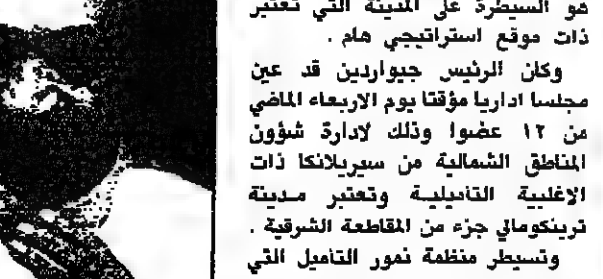 هو السيطرة على المدينة التي تعتبر
ذات موقع استراتيجي هام .
وكان الرئيس جيواردين قد عين
مجلسا اداريا مؤقتا يوم الاربعاء الماضي
من ١٢ عضوا وذلك لادارة شؤون
المناطق الشمالية من سيريلانكا ذات
الاغلبية التاميلية وتعتبر مدينة
ترينكومالي جزء من المقاطعة الشرقية .
وتسيطر منظمة نمور التاميل التي